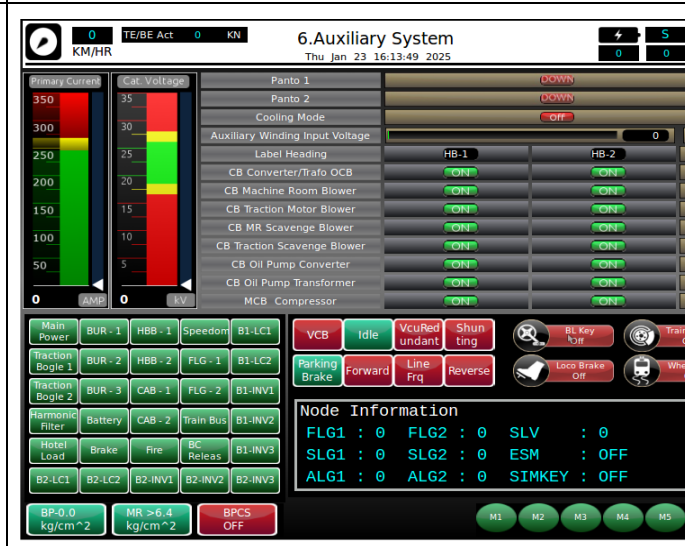 0 TE/BE Act 0 KN 6.Auxiliary System S
KM/HR Thu Jan 23 16:13:49 2025 0 0
Primary Current Cat. Voltage Panto 1 DOWN
350 35 Panto 2 DOWN
Cooling Mode Off
300 30 Auxiliary Winding Input Voltage 0
250 25 Label Heading HB-1 HB-2
CB Converter/Trafo OCB ON ON
200 20 CB Machine Room Blower ON ON
150 15 CB Traction Motor Blower ON ON
CB MR Scavenge Blower ON ON
100 10 CB Traction Scavenge Blower ON ON
50 5 CB Oil Pump Converter ON ON
CB Oil Pump Transformer ON ON
0 AMP 0 kV MCB Compressor ON ON
Main Power BUR - 1 HBB - 1 Speedom B1-LC1
Traction Bogle 1 BUR - 2 HBB - 2 FLG - 1 B1-LC2
Traction Bogle 2 BUR - 3 CAB - 1 FLG - 2 B1-INV1
Harmonic Filter Battery CAB - 2 Train Bus B1-INV2
Hotel Load Brake Fire BC Releas B1-INV3
B2-LC1 B2-LC2 B2-INV1 B2-INV2 B2-INV3
VCB Idle VcuRed undant Shun ting BL Key Off
Parking Brake Forward Line Frq Reverse Loco Brake Off
Node Information
FLG1 : 0 FLG2 : 0 SLV : 0
SLG1 : 0 SLG2 : 0 ESM : OFF
ALG1 : 0 ALG2 : 0 SIMKEY : OFF
BP-0.0 kg/cm^2 MR >6.4 kg/cm^2 BPCS OFF M1 M2 M3 M4 M5